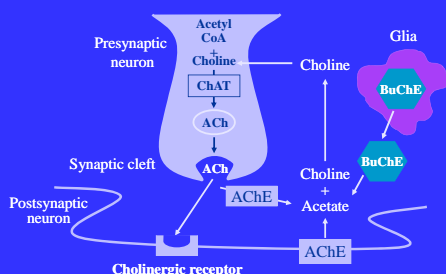 Acetyl
CoA
+
Choline
ChAT
ACh
ACh
Presynaptic
neuron
Synaptic cleft
Postsynaptic
neuron
AChE
Cholinergic receptor
Choline
Choline
+
Acetate
AChE
Glia
BuChE
BuChE